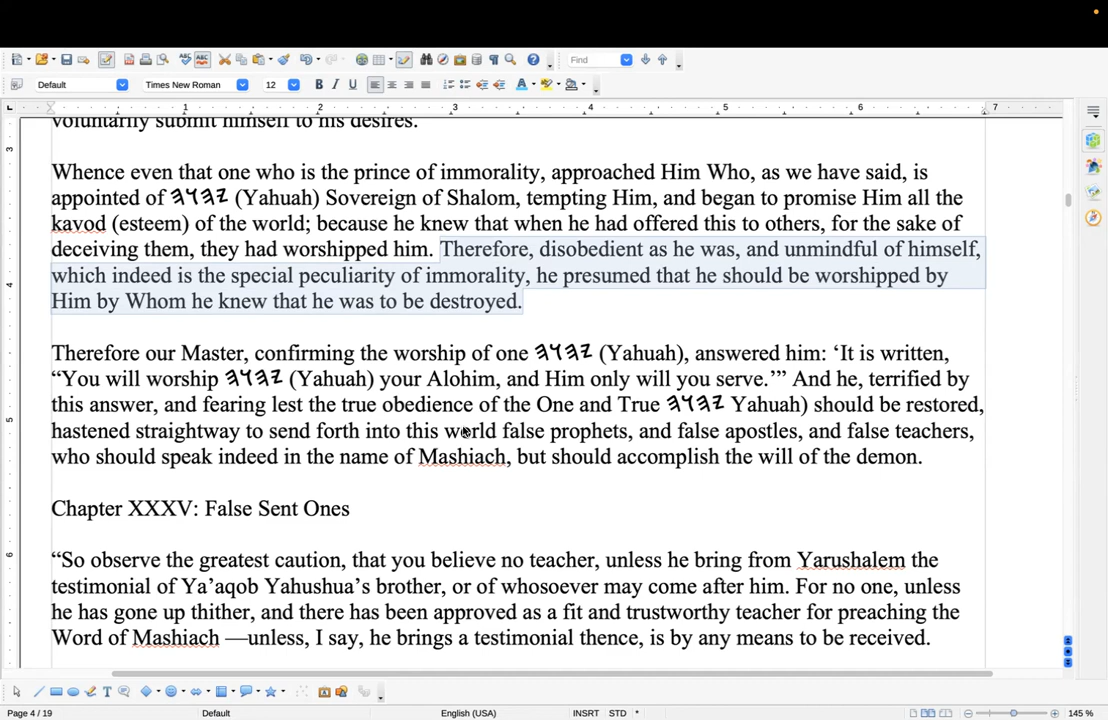 Find
Default
Times New Roman
12
1 2 3 4 5 6 7
voluntarily submit himself to his desires.
Whence even that one who is the prince of immorality, approached Him Who, as we have said, is
appointed of 𐤉𐤄𐤅𐤄 (Yahuah) Sovereign of Shalom, tempting Him, and began to promise Him all the
kavod (esteem) of the world; because he knew that when he had offered this to others, for the sake of
deceiving them, they had worshipped him. Therefore, disobedient as he was, and unmindful of himself,
which indeed is the special peculiarity of immorality, he presumed that he should be worshipped by
Him by Whom he knew that he was to be destroyed.
Therefore our Master, confirming the worship of one 𐤉𐤄𐤅𐤄 (Yahuah), answered him: ‘It is written,
“You will worship 𐤉𐤄𐤅𐤄 (Yahuah) your Alohim, and Him only will you serve.’” And he, terrified by
this answer, and fearing lest the true obedience of the One and True 𐤉𐤄𐤅𐤄 Yahuah) should be restored,
hastened straightway to send forth into this world false prophets, and false apostles, and false teachers,
who should speak indeed in the name of Mashiach, but should accomplish the will of the demon.
Chapter XXXV: False Sent Ones
“So observe the greatest caution, that you believe no teacher, unless he bring from Yarushalem the
testimonial of Ya’aqob Yahushua’s brother, or of whosoever may come after him. For no one, unless
he has gone up thither, and there has been approved as a fit and trustworthy teacher for preaching the
Word of Mashiach —unless, I say, he brings a testimonial thence, is by any means to be received.
Page 4 / 19
Default
English (USA)
INSRT
STD
*
145 %